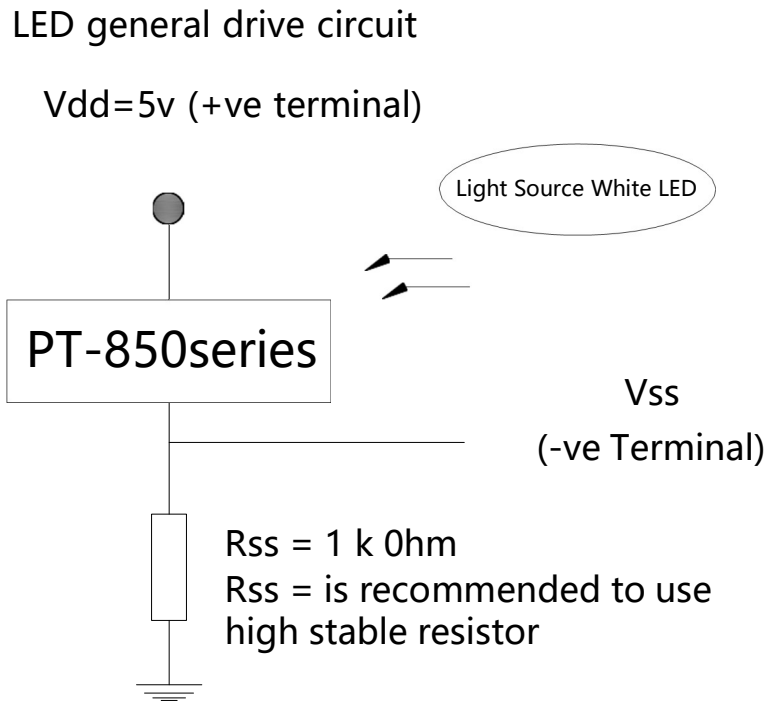 LED general drive circuit
Vdd=5v (+ve terminal)
Light Source White LED
PT-850series
Vss
(-ve Terminal)
Rss = 1 k 0hm
Rss = is recommended to use
high stable resistor